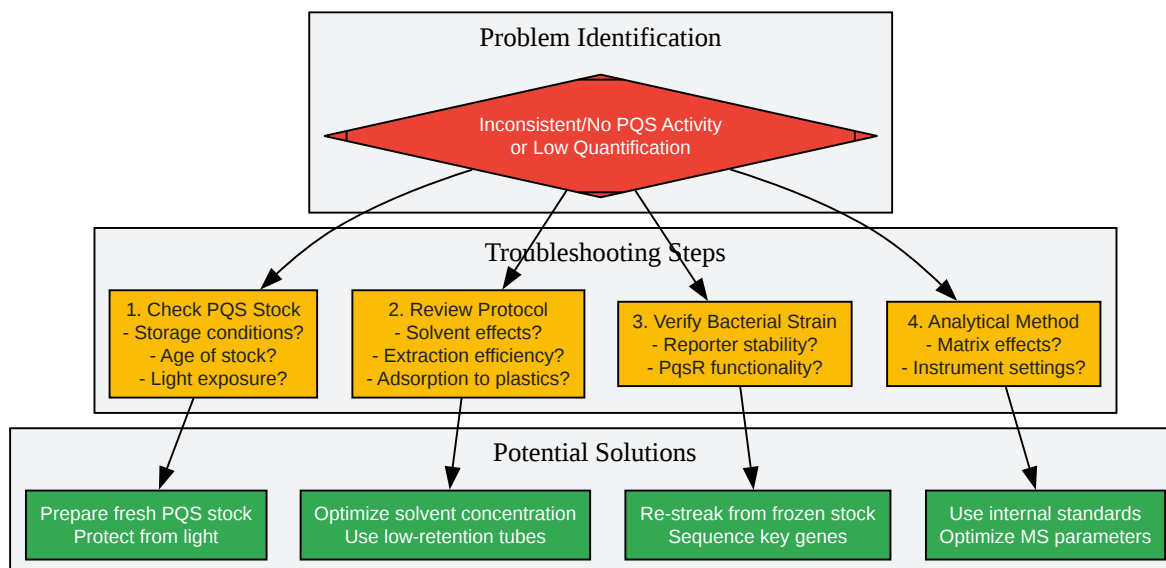 Problem Identification
Inconsistent/No PQS Activity
or Low Quantification
Troubleshooting Steps
1. Check PQS Stock
- Storage conditions?
- Age of stock?
- Light exposure?
2. Review Protocol
- Solvent effects?
- Extraction efficiency?
- Adsorption to plastics?
3. Verify Bacterial Strain
- Reporter stability?
- PqsR functionality?
4. Analytical Method
- Matrix effects?
- Instrument settings?
Potential Solutions
Prepare fresh PQS stock
Protect from light
Optimize solvent concentration
Use low-retention tubes
Re-streak from frozen stock
Sequence key genes
Use internal standards
Optimize MS parameters